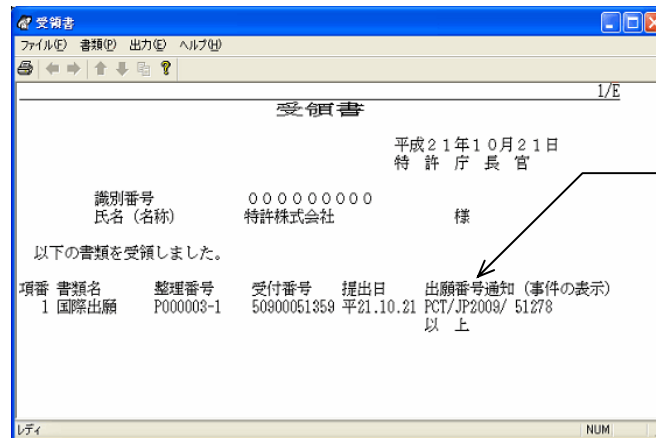 受領書
ファイル(F) 書類(P) 出力(E) ヘルプ(H)
1/E
受領書
平成21年10月21日
特 許 庁 長 官
識別番号 000000000
氏名(名称) 特許株式会社 様
以下の書類を受領しました。
項番 書類名 整理番号 受付番号 提出日 出願番号通知(事件の表示)
1 国際出願 P000003-1 50900051359 平21.10.21 PCT/JP2009/ 51278
以 上
レディ NUM